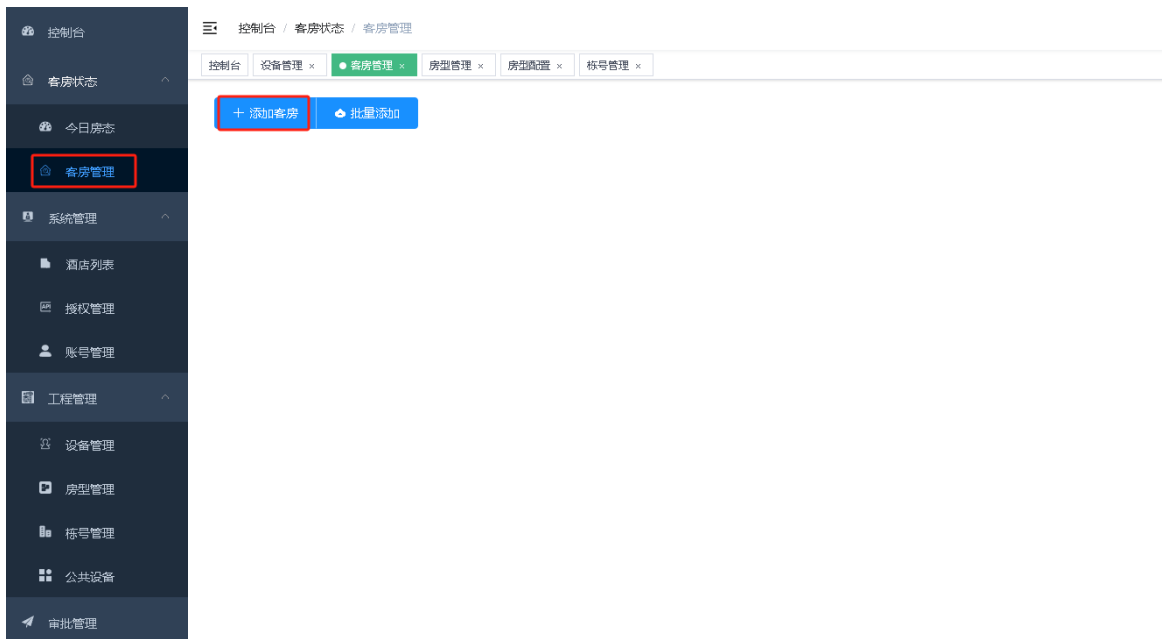 控制台
客房状态
今日房态
客房管理
系统管理
酒店列表
授权管理
账号管理
工程管理
设备管理
房型管理
栋号管理
公共设备
审批管理
控制台 / 客房状态 / 客房管理
控制台 设备管理 × 客房管理 × 房型管理 × 房型配置 × 栋号管理 ×
+ 添加客房 批量添加